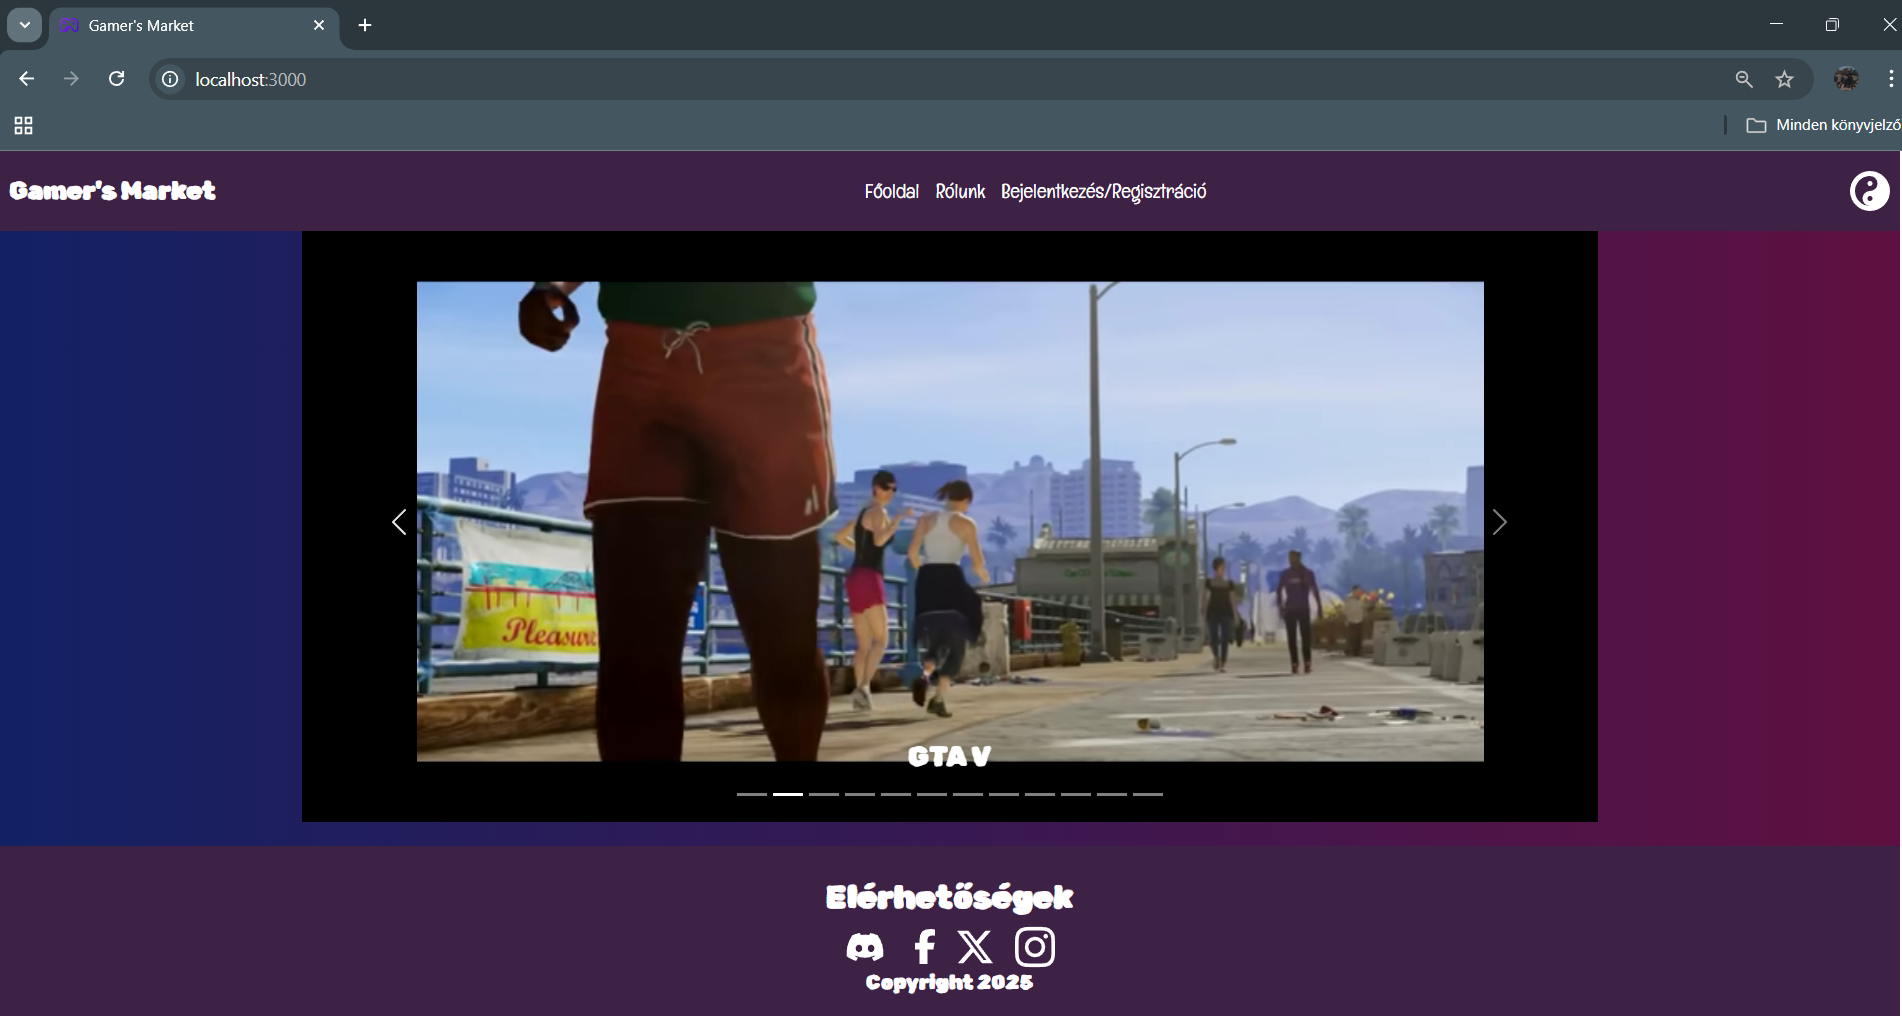 Gamer's Market
localhost:3000
Minden könyvjelző
Gamer's Market
Főoldal Rólunk Bejelentkezés/Regisztráció
Pleasure
GTA V
Elérhetőségek
Copyright 2025